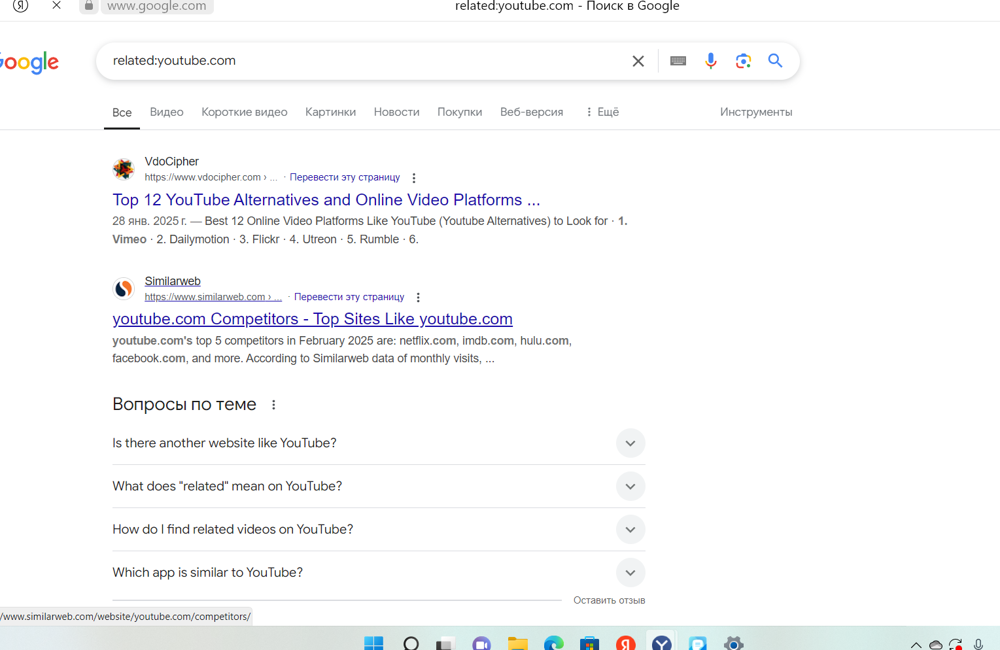 Я www.google.com related:youtube.com - Поиск в Google
Google related:youtube.com
Все Видео Короткие видео Картинки Новости Покупки Веб-версия Ещё Инструменты
VdoCipher
https://www.vdocipher.com › ... · Перевести эту страницу
Top 12 YouTube Alternatives and Online Video Platforms ...
28 янв. 2025 г. — Best 12 Online Video Platforms Like YouTube (Youtube Alternatives) to Look for · 1.
Vimeo · 2. Dailymotion · 3. Flickr · 4. Utreon · 5. Rumble · 6.
Similarweb
https://www.similarweb.com › ... · Перевести эту страницу
youtube.com Competitors - Top Sites Like youtube.com
youtube.com's top 5 competitors in February 2025 are: netflix.com, imdb.com, hulu.com,
facebook.com, and more. According to Similarweb data of monthly visits, ...
Вопросы по теме
Is there another website like YouTube?
What does "related" mean on YouTube?
How do I find related videos on YouTube?
Which app is similar to YouTube?
Оставить отзыв
/www.similarweb.com/website/youtube.com/competitors/
Я Y